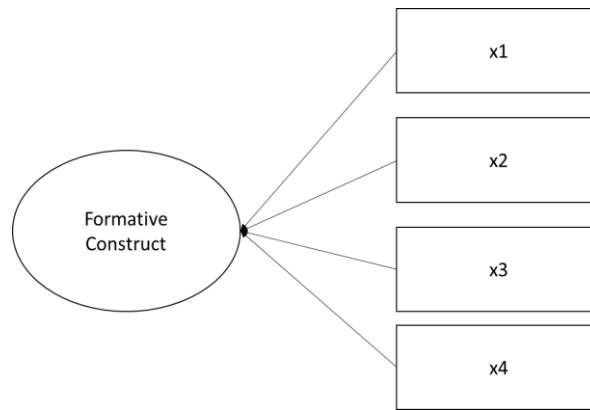 x1
x2
Formative
Construct
x3
x4